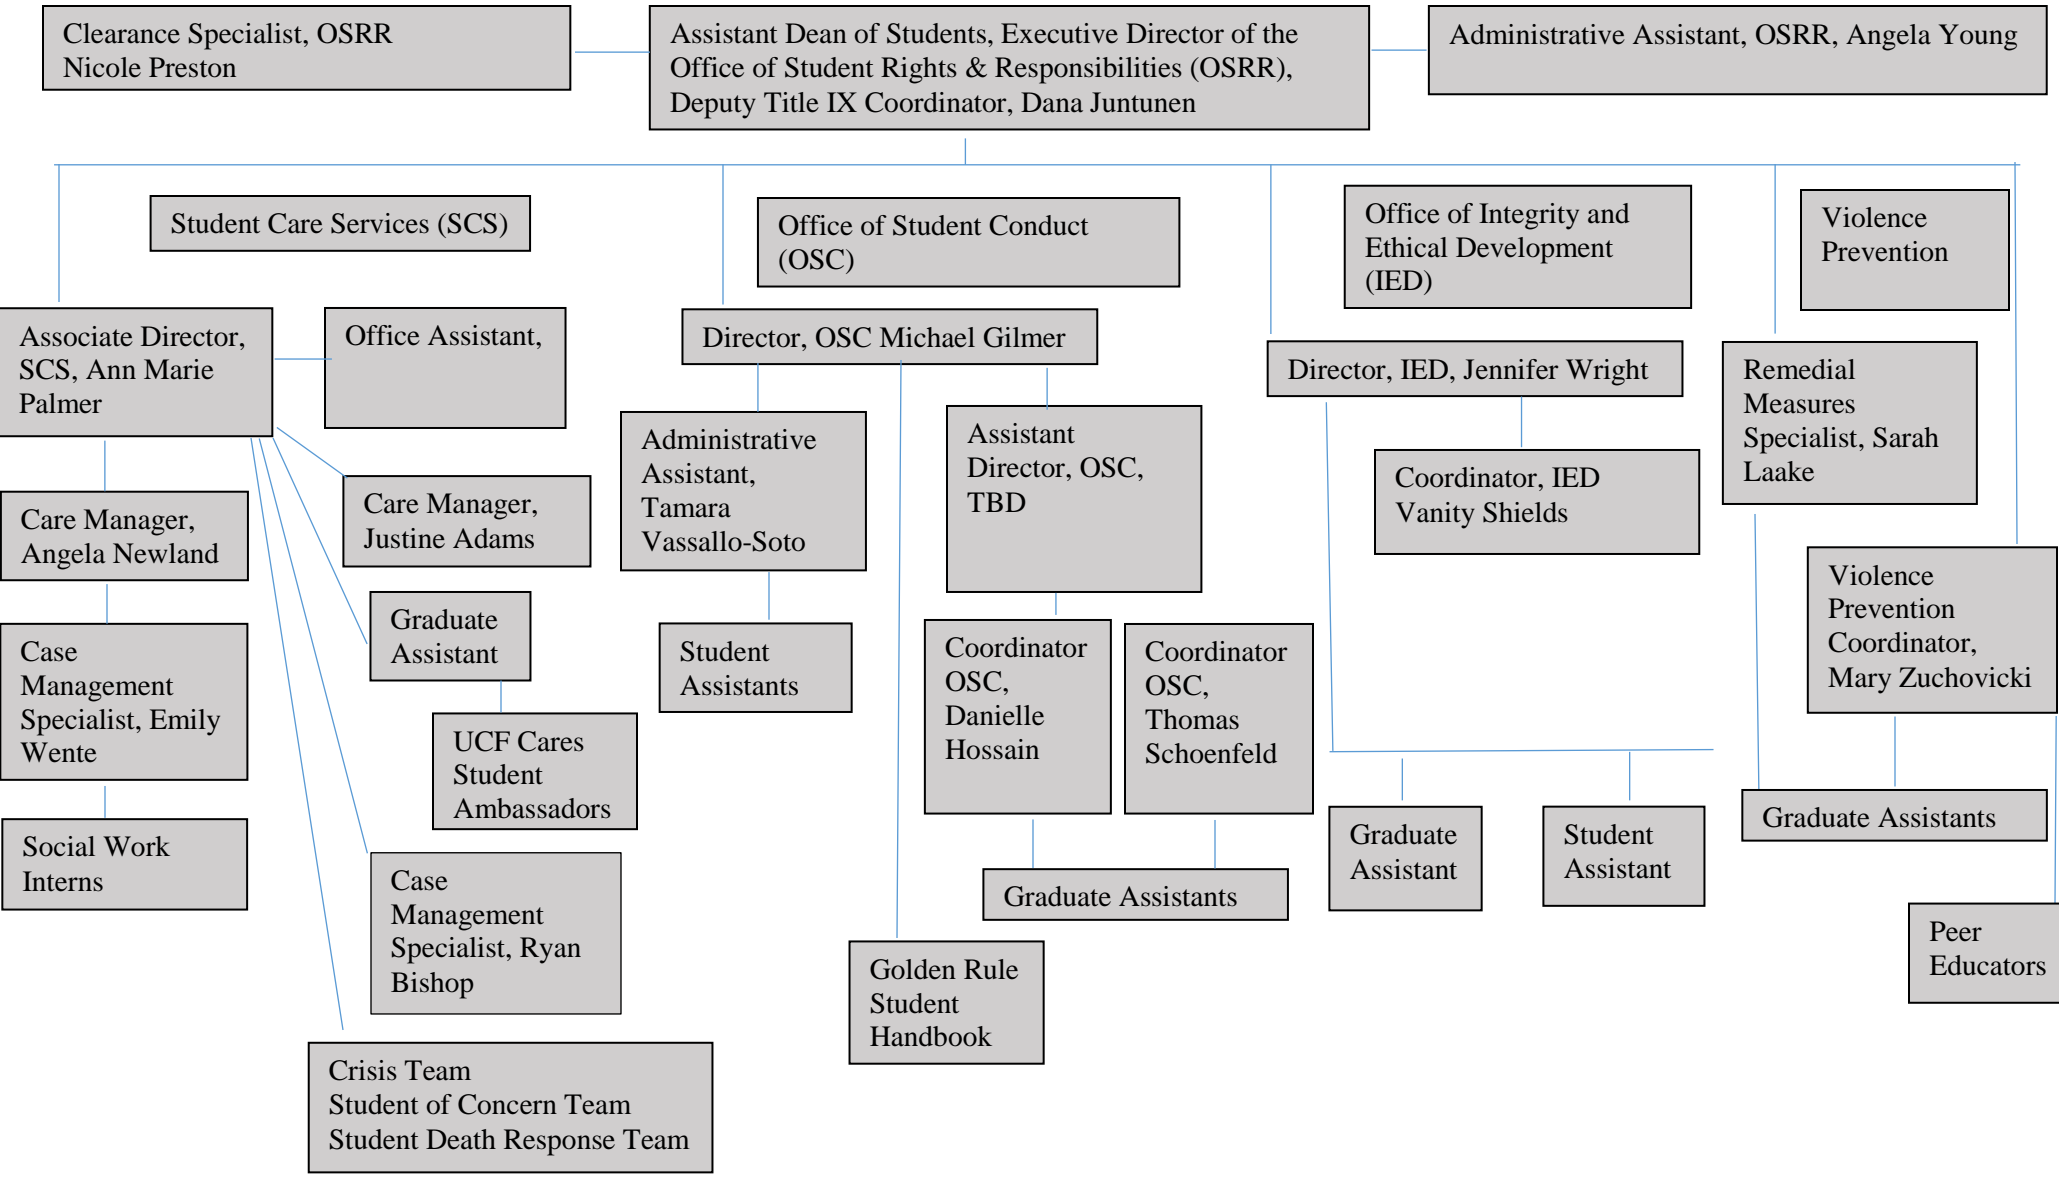 Clearance Specialist, OSRR
Nicole Preston
Assistant Dean of Students, Executive Director of the
Office of Student Rights & Responsibilities (OSRR),
Deputy Title IX Coordinator, Dana Juntunen
Administrative Assistant, OSRR, Angela Young
Student Care Services (SCS)
Office of Student Conduct
(OSC)
Office of Integrity and
Ethical Development
(IED)
Violence
Prevention
Associate Director,
SCS, Ann Marie
Palmer
Office Assistant,
Director, OSC Michael Gilmer
Director, IED, Jennifer Wright
Remedial
Measures
Specialist, Sarah
Laake
Administrative
Assistant,
Tamara
Vassallo-Soto
Assistant
Director, OSC,
TBD
Coordinator, IED
Vanity Shields
Care Manager,
Angela Newland
Care Manager,
Justine Adams
Violence
Prevention
Coordinator,
Mary Zuchovicki
Case
Management
Specialist, Emily
Wente
Graduate
Assistant
Student
Assistants
Coordinator
OSC,
Danielle
Hossain
Coordinator
OSC,
Thomas
Schoenfeld
UCF Cares
Student
Ambassadors
Social Work
Interns
Graduate
Assistant
Student
Assistant
Graduate Assistants
Case
Management
Specialist, Ryan
Bishop
Graduate Assistants
Peer
Educators
Golden Rule
Student
Handbook
Crisis Team
Student of Concern Team
Student Death Response Team